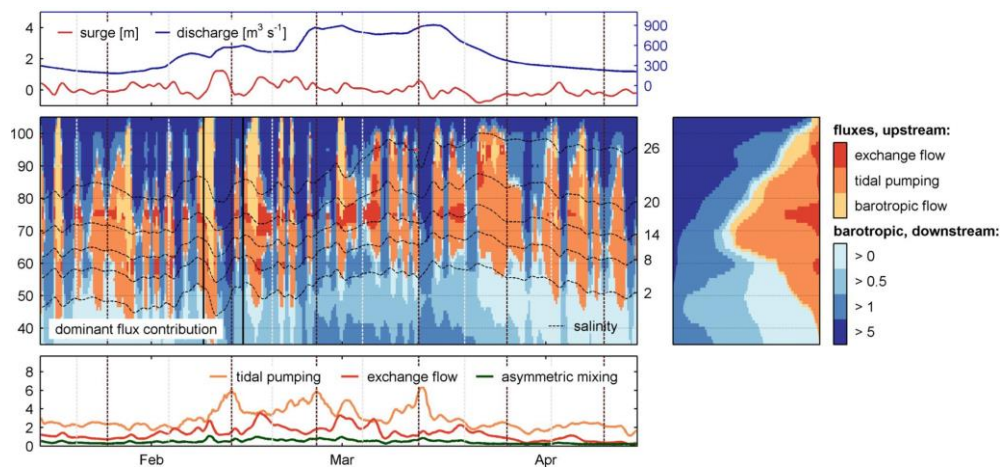 4
2
0
surge [m]
discharge [m³ s⁻¹]
900
600
300
0
100
90
80
70
60
50
40
26
20
14
8
2
dominant flux contribution
salinity
fluxes, upstream:
exchange flow
tidal pumping
barotropic flow
barotropic, downstream:
> 0
> 0.5
> 1
> 5
8
6
4
2
0
tidal pumping
exchange flow
asymmetric mixing
Feb
Mar
Apr